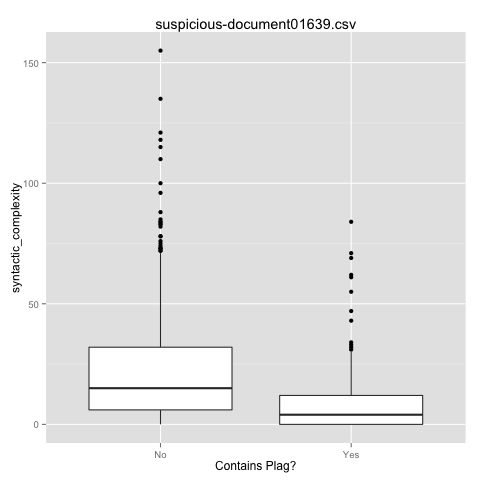 suspicious-document01639.csv
150
100
50
0
syntactic_complexity
No Yes
Contains Plag?